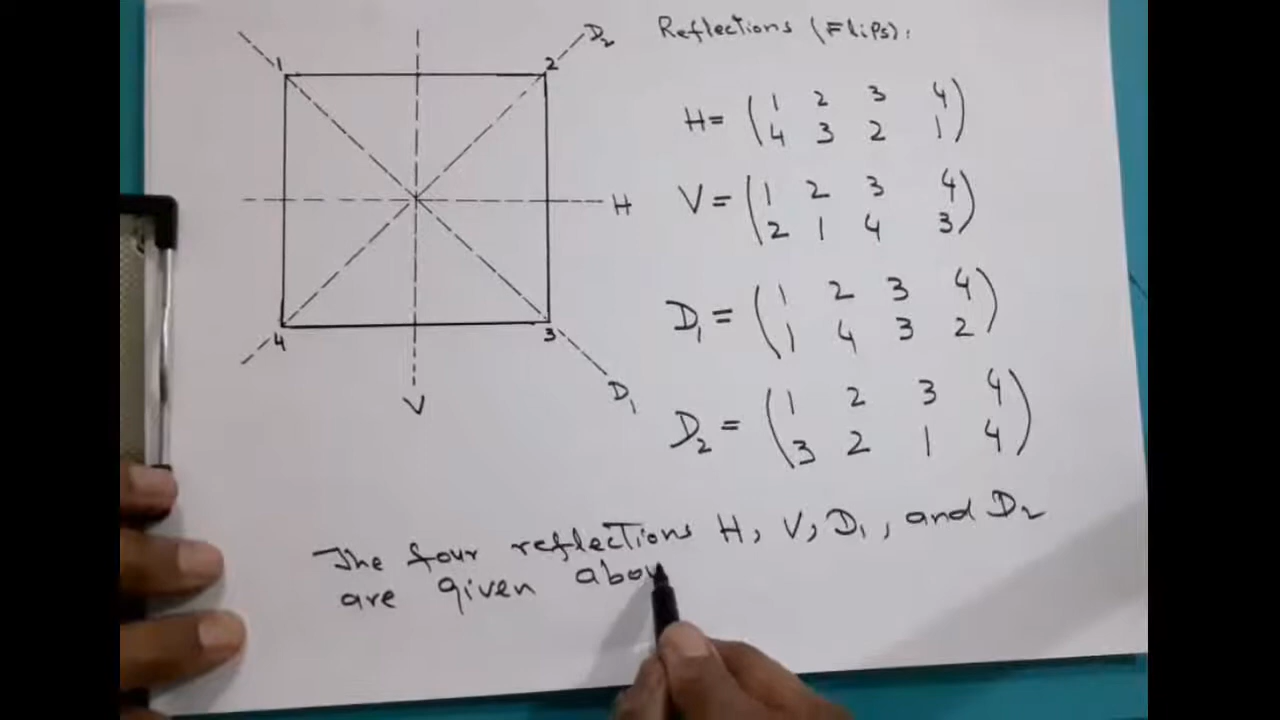 Reflections (Flips):
1 2 D₂
H
4 3
V D₁
H = (1 2 3 4
4 3 2 1)
V = (1 2 3 4
2 1 4 3)
D₁ = (1 2 3 4
1 4 3 2)
D₂ = (1 2 3 4
3 2 1 4)
The four reflections H, V, D₁, and D₂
are given abov